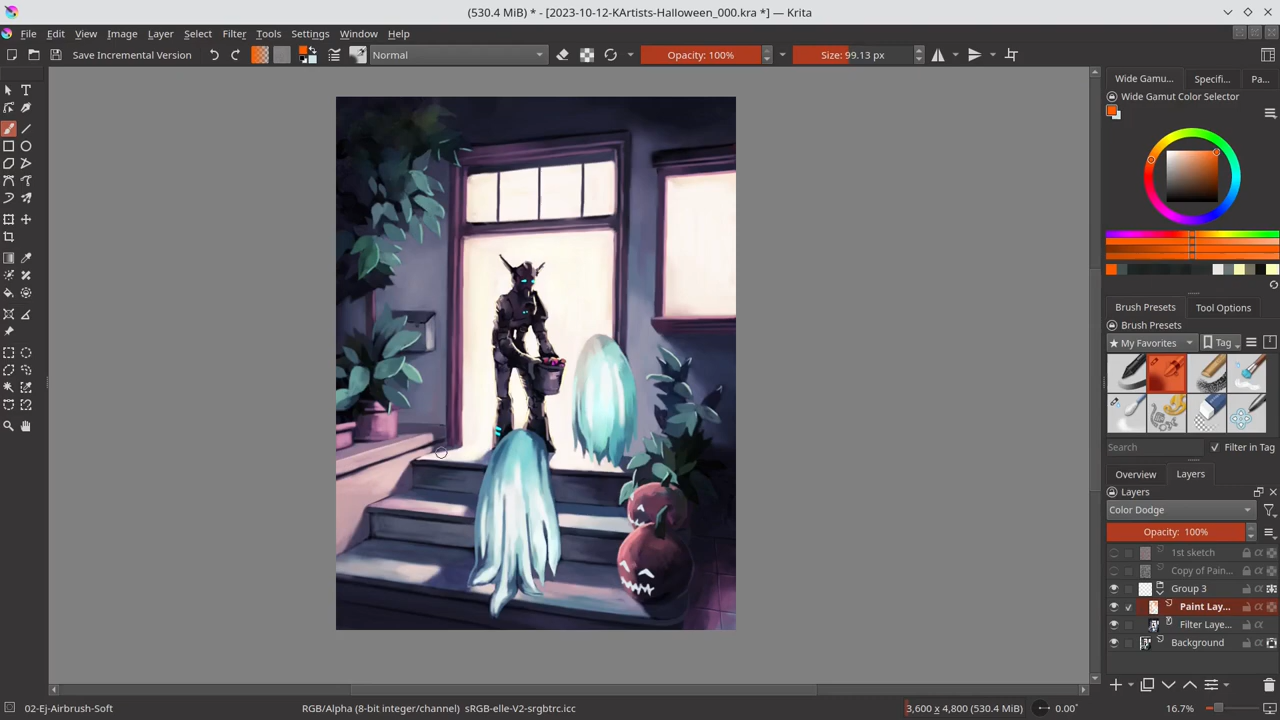 (530.4 MiB) * - [2023-10-12-KArtists-Halloween_000.kra *] — Krita
File Edit View Image Layer Select Filter Tools Settings Window Help
Save Incremental Version Normal Opacity: 100% Size: 99.13 px
Wide Gamu... Specifi... Pa...
Wide Gamut Color Selector
Brush Presets Tool Options
Brush Presets
★ My Favorites Tag
Search Filter in Tag
Overview Layers
Layers
Color Dodge
Opacity: 100%
1st sketch
Copy of Pain...
Group 3
Paint Lay...
Filter Laye...
Background
02-Ej-Airbrush-Soft RGB/Alpha (8-bit integer/channel) sRGB-elle-V2-srgbtrc.icc 3,600 x 4,800 (530.4 MiB) 0.00° 16.7%